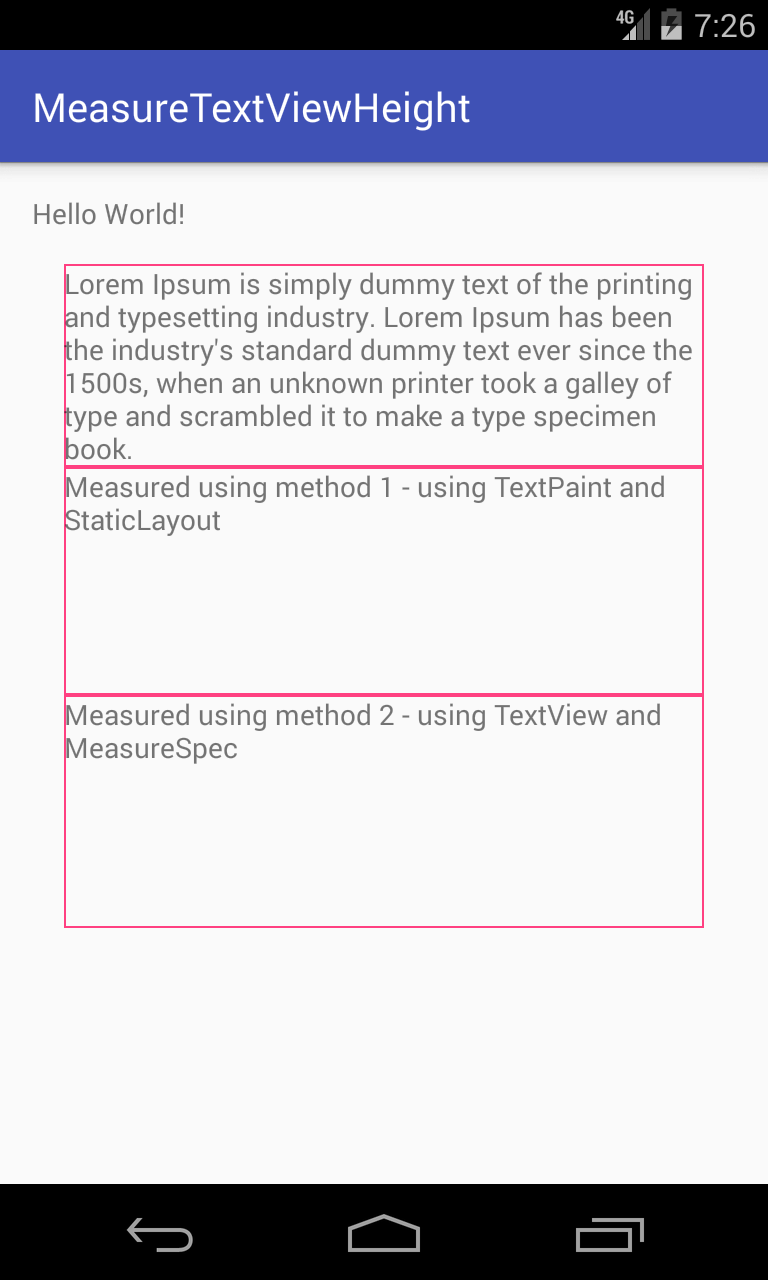 4G 7:26
MeasureTextViewHeight
Hello World!
Lorem Ipsum is simply dummy text of the printing
and typesetting industry. Lorem Ipsum has been
the industry's standard dummy text ever since the
1500s, when an unknown printer took a galley of
type and scrambled it to make a type specimen
book.
Measured using method 1 - using TextPaint and
StaticLayout
Measured using method 2 - using TextView and
MeasureSpec